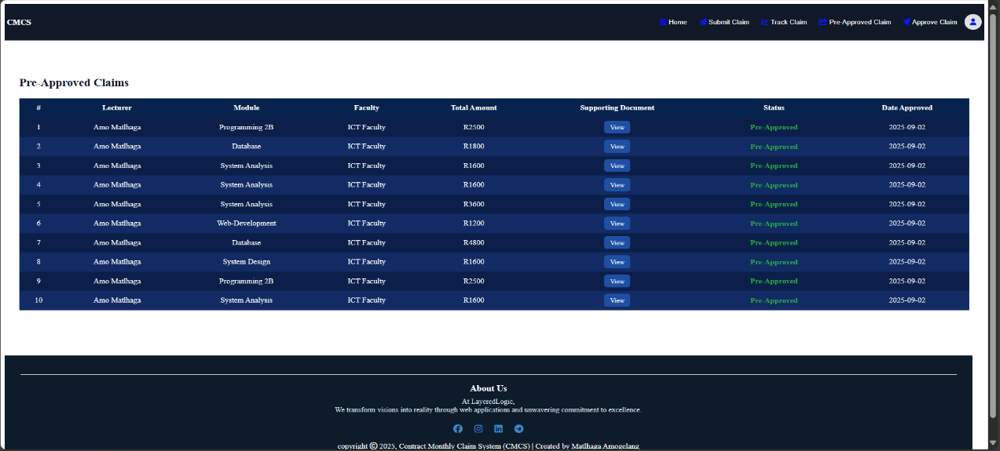 CMCS Home Submit Claim Track Claim Pre-Approved Claim Approve Claim
Pre-Approved Claims
# Lecturer Module Faculty Total Amount Supporting Document Status Date Approved
1 Amo Matlhaga Programming 2B ICT Faculty R2500 View Pre-Approved 2025-09-02
2 Amo Matlhaga Database ICT Faculty R1800 View Pre-Approved 2025-09-02
3 Amo Matlhaga System Analysis ICT Faculty R1600 View Pre-Approved 2025-09-02
4 Amo Matlhaga System Analysis ICT Faculty R1600 View Pre-Approved 2025-09-02
5 Amo Matlhaga System Analysis ICT Faculty R3600 View Pre-Approved 2025-09-02
6 Amo Matlhaga Web-Development ICT Faculty R1200 View Pre-Approved 2025-09-02
7 Amo Matlhaga Database ICT Faculty R4800 View Pre-Approved 2025-09-02
8 Amo Matlhaga System Design ICT Faculty R1600 View Pre-Approved 2025-09-02
9 Amo Matlhaga Programming 2B ICT Faculty R2500 View Pre-Approved 2025-09-02
10 Amo Matlhaga System Analysis ICT Faculty R1600 View Pre-Approved 2025-09-02
About Us
At LayeredLogic,
We transform visions into reality through web applications and unwavering commitment to excellence.
copyright © 2025, Contract Monthly Claim System (CMCS) | Created by Matlhaga Amogelang